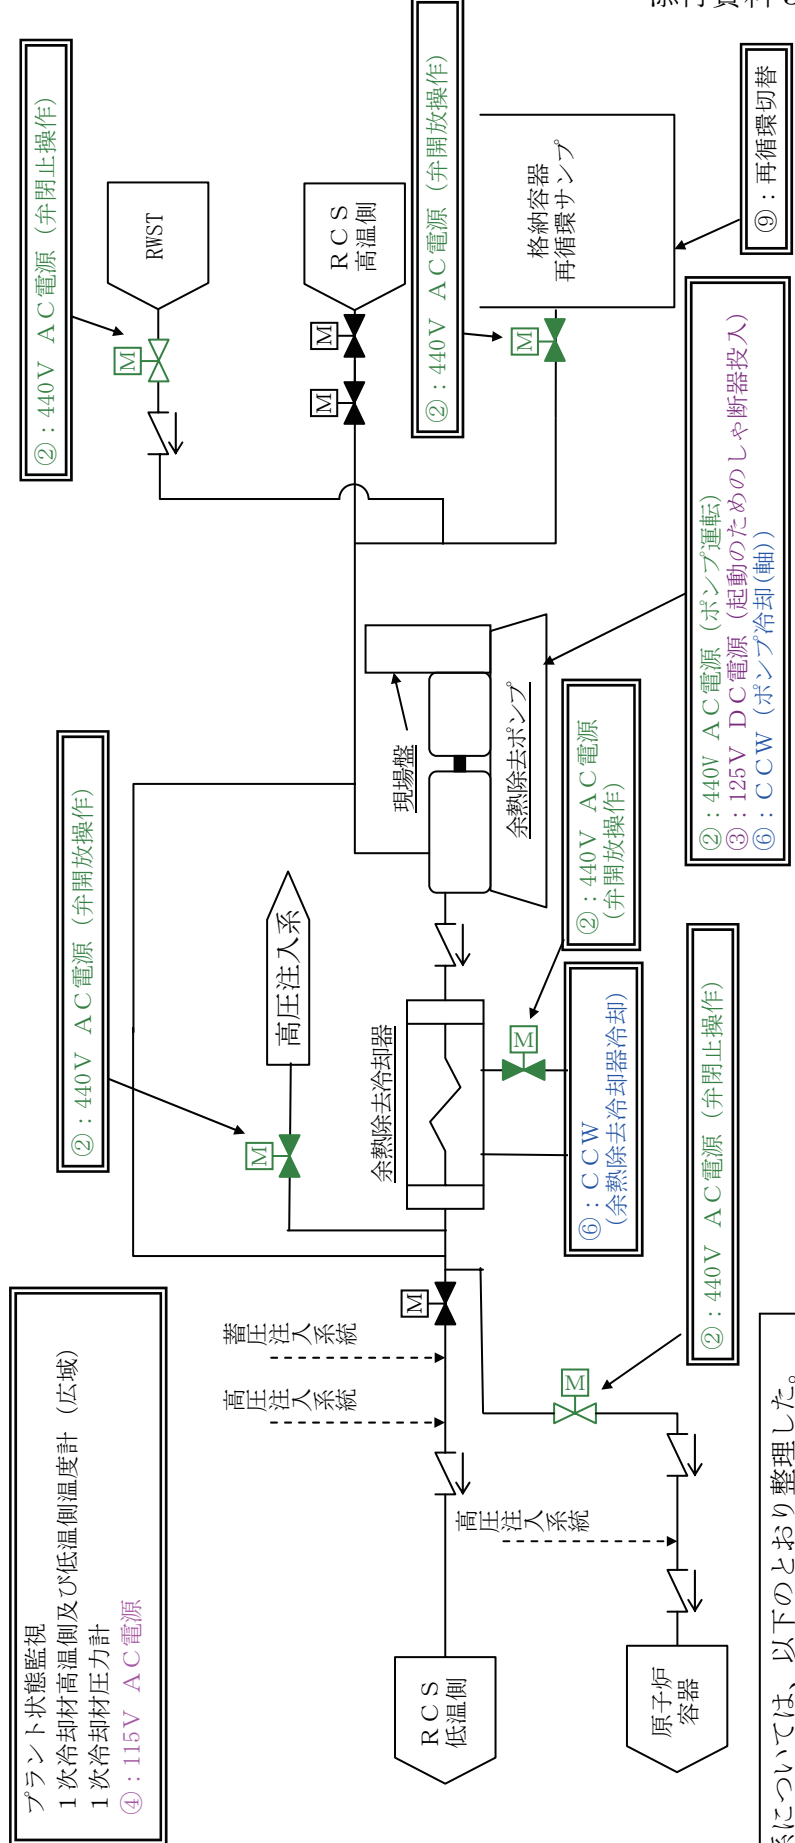 添付資料
プラント状態監視
1次冷却材高温側及び低温側温度計（広域）
1次冷却材圧力計
④：115V AC電源
②：440V AC電源（弁開放操作）
②：440V AC電源（弁閉止操作）
M
RWST
M
M
RCS
高温側
②：440V AC電源（弁開放操作）
M
格納容器
再循環サンプ
⑨：再循環切替
高圧注入系
M
現場盤
余熱除去ポンプ
余熱除去冷却器
M
②：440V AC電源
（弁開放操作）
②：440V AC電源（ポンプ運転）
③：125V DC電源（起動のためのしゃ断器投入）
⑥：CCW（ポンプ冷却(軸)）
⑥：CCW
(余熱除去冷却器冷却)
M
蓄圧注入系統
高圧注入系統
高圧注入系統
M
②：440V AC電源（弁閉止操作）
RCS
低温側
原子炉
容器
系については、以下のとおり整理した。